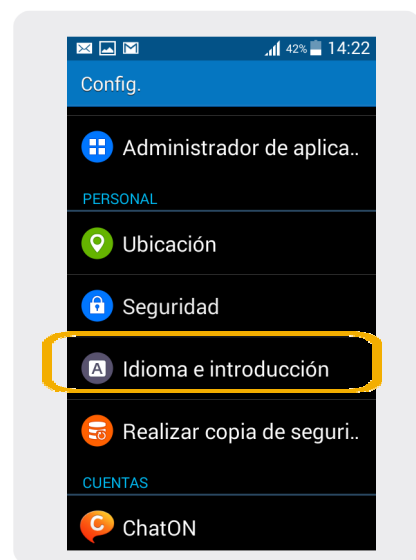 42% 14:22
Config.
Administrador de aplica..
PERSONAL
Ubicación
Seguridad
A Idioma e introducción
Realizar copia de seguri..
CUENTAS
C ChatON